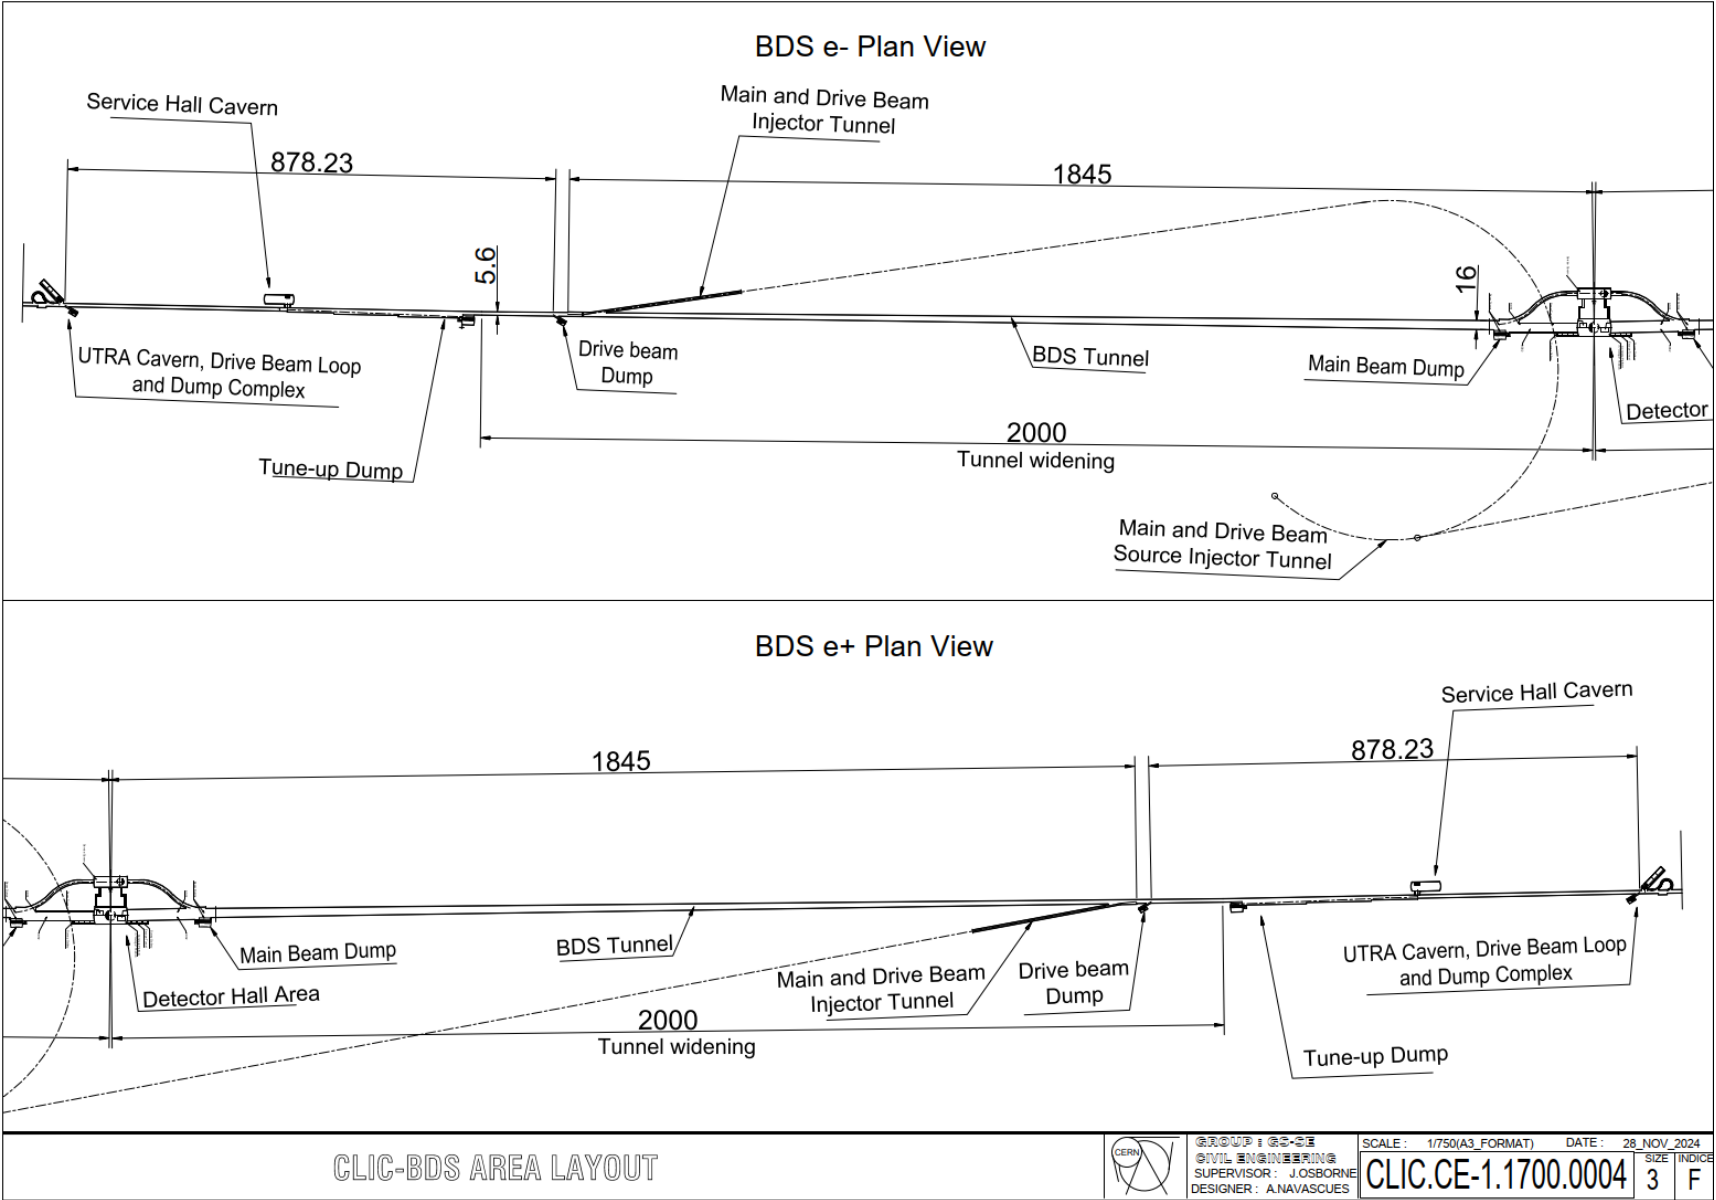 BDS e- Plan View
Service Hall Cavern
Main and Drive Beam
Injector Tunnel
878.23
1845
5.6
16
UTRA Cavern, Drive Beam Loop
and Dump Complex
Drive beam
Dump
BDS Tunnel
Main Beam Dump
Detector
2000
Tunnel widening
Tune-up Dump
Main and Drive Beam
Source Injector Tunnel
BDS e+ Plan View
Service Hall Cavern
1845
878.23
Main Beam Dump
BDS Tunnel
Detector Hall Area
Main and Drive Beam
Injector Tunnel
Drive beam
Dump
UTRA Cavern, Drive Beam Loop
and Dump Complex
2000
Tunnel widening
Tune-up Dump
CLIC-BDS AREA LAYOUT
CERN
GROUP : GS-SE
CIVIL ENGINEERING
SUPERVISOR : J.OSBORNE
DESIGNER : A.NAVASCUES
SCALE : 1/750(A3_FORMAT) DATE : 28_NOV_2024
CLIC.CE-1.1700.0004
SIZE
3
INDICE
F